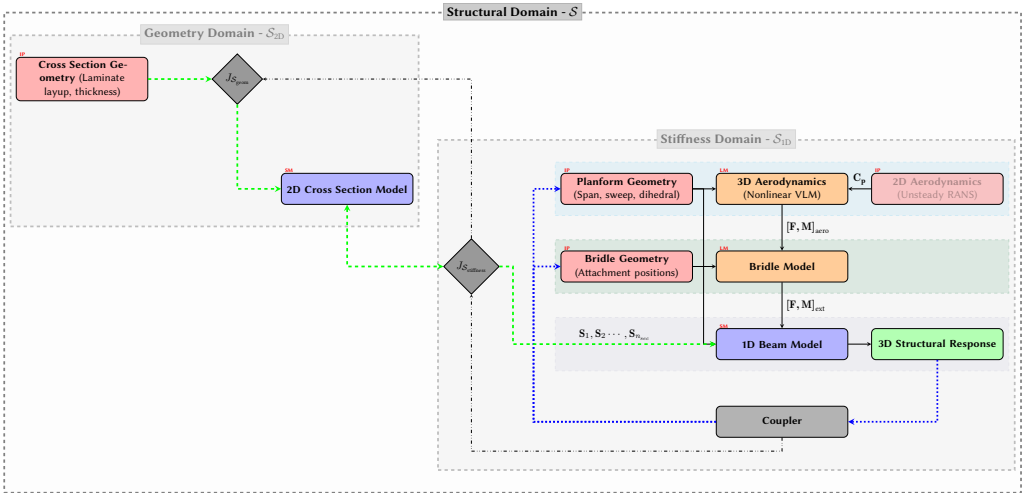 Structural Domain - 𝒮
Geometry Domain - 𝒮₂D
IP
Cross Section Ge-
ometry (Laminate
layup, thickness)
J𝒮geom
SM
2D Cross Section Model
Stiffness Domain - 𝒮₁D
IP
Planform Geometry
(Span, sweep, dihedral)
LM
3D Aerodynamics
(Nonlinear VLM)
Cp
IP
2D Aerodynamics
(Unsteady RANS)
[F, M]aero
J𝒮stiffness
IP
Bridle Geometry
(Attachment positions)
LM
Bridle Model
[F, M]ext
S₁, S₂ ⋯ , Sn
SM
1D Beam Model
3D Structural Response
Coupler